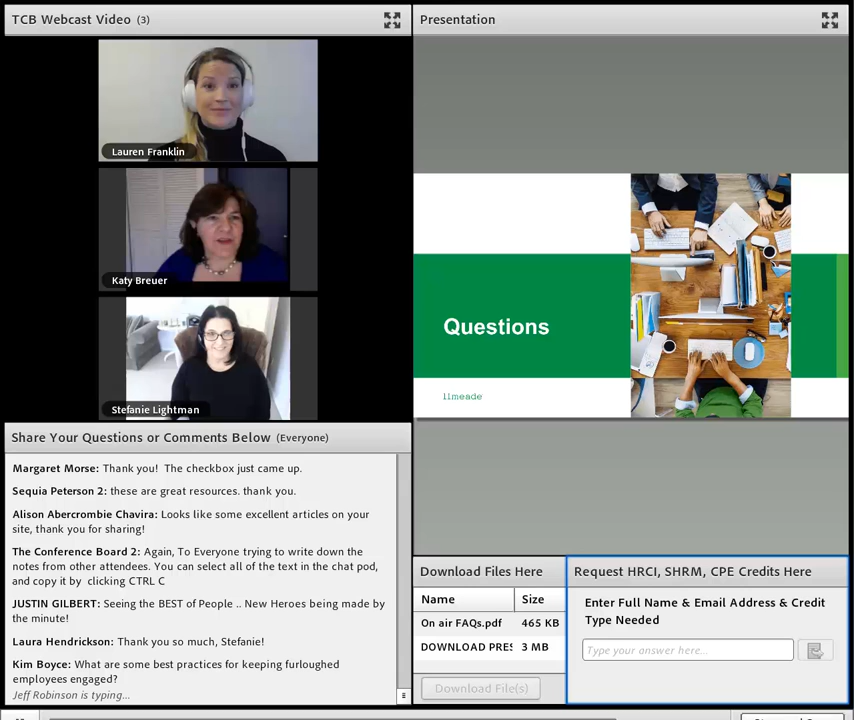 TCB Webcast Video (3)
Lauren Franklin
Katy Breuer
Stefanie Lightman
Share Your Questions or Comments Below (Everyone)
Margaret Morse: Thank you!  The checkbox just came up.
Sequia Peterson 2: these are great resources. thank you.
Alison Abercrombie Chavira: Looks like some excellent articles on your
site, thank you for sharing!
The Conference Board 2: Again, To Everyone trying to write down the
notes from other attendees. You can select all of the text in the chat pod,
and copy it by  clicking CTRL C
JUSTIN GILBERT: Seeing the BEST of People .. New Heroes being made by
the minute!
Laura Hendrickson: Thank you so much, Stefanie!
Kim Boyce: What are some best practices for keeping furloughed
employees engaged?
Jeff Robinson is typing...
Presentation
Questions
limeade
Download Files Here
Name Size
On air FAQs.pdf 465 KB
DOWNLOAD PRES 3 MB
Download File(s)
Request HRCI, SHRM, CPE Credits Here
Enter Full Name & Email Address & Credit
Type Needed
Type your answer here...